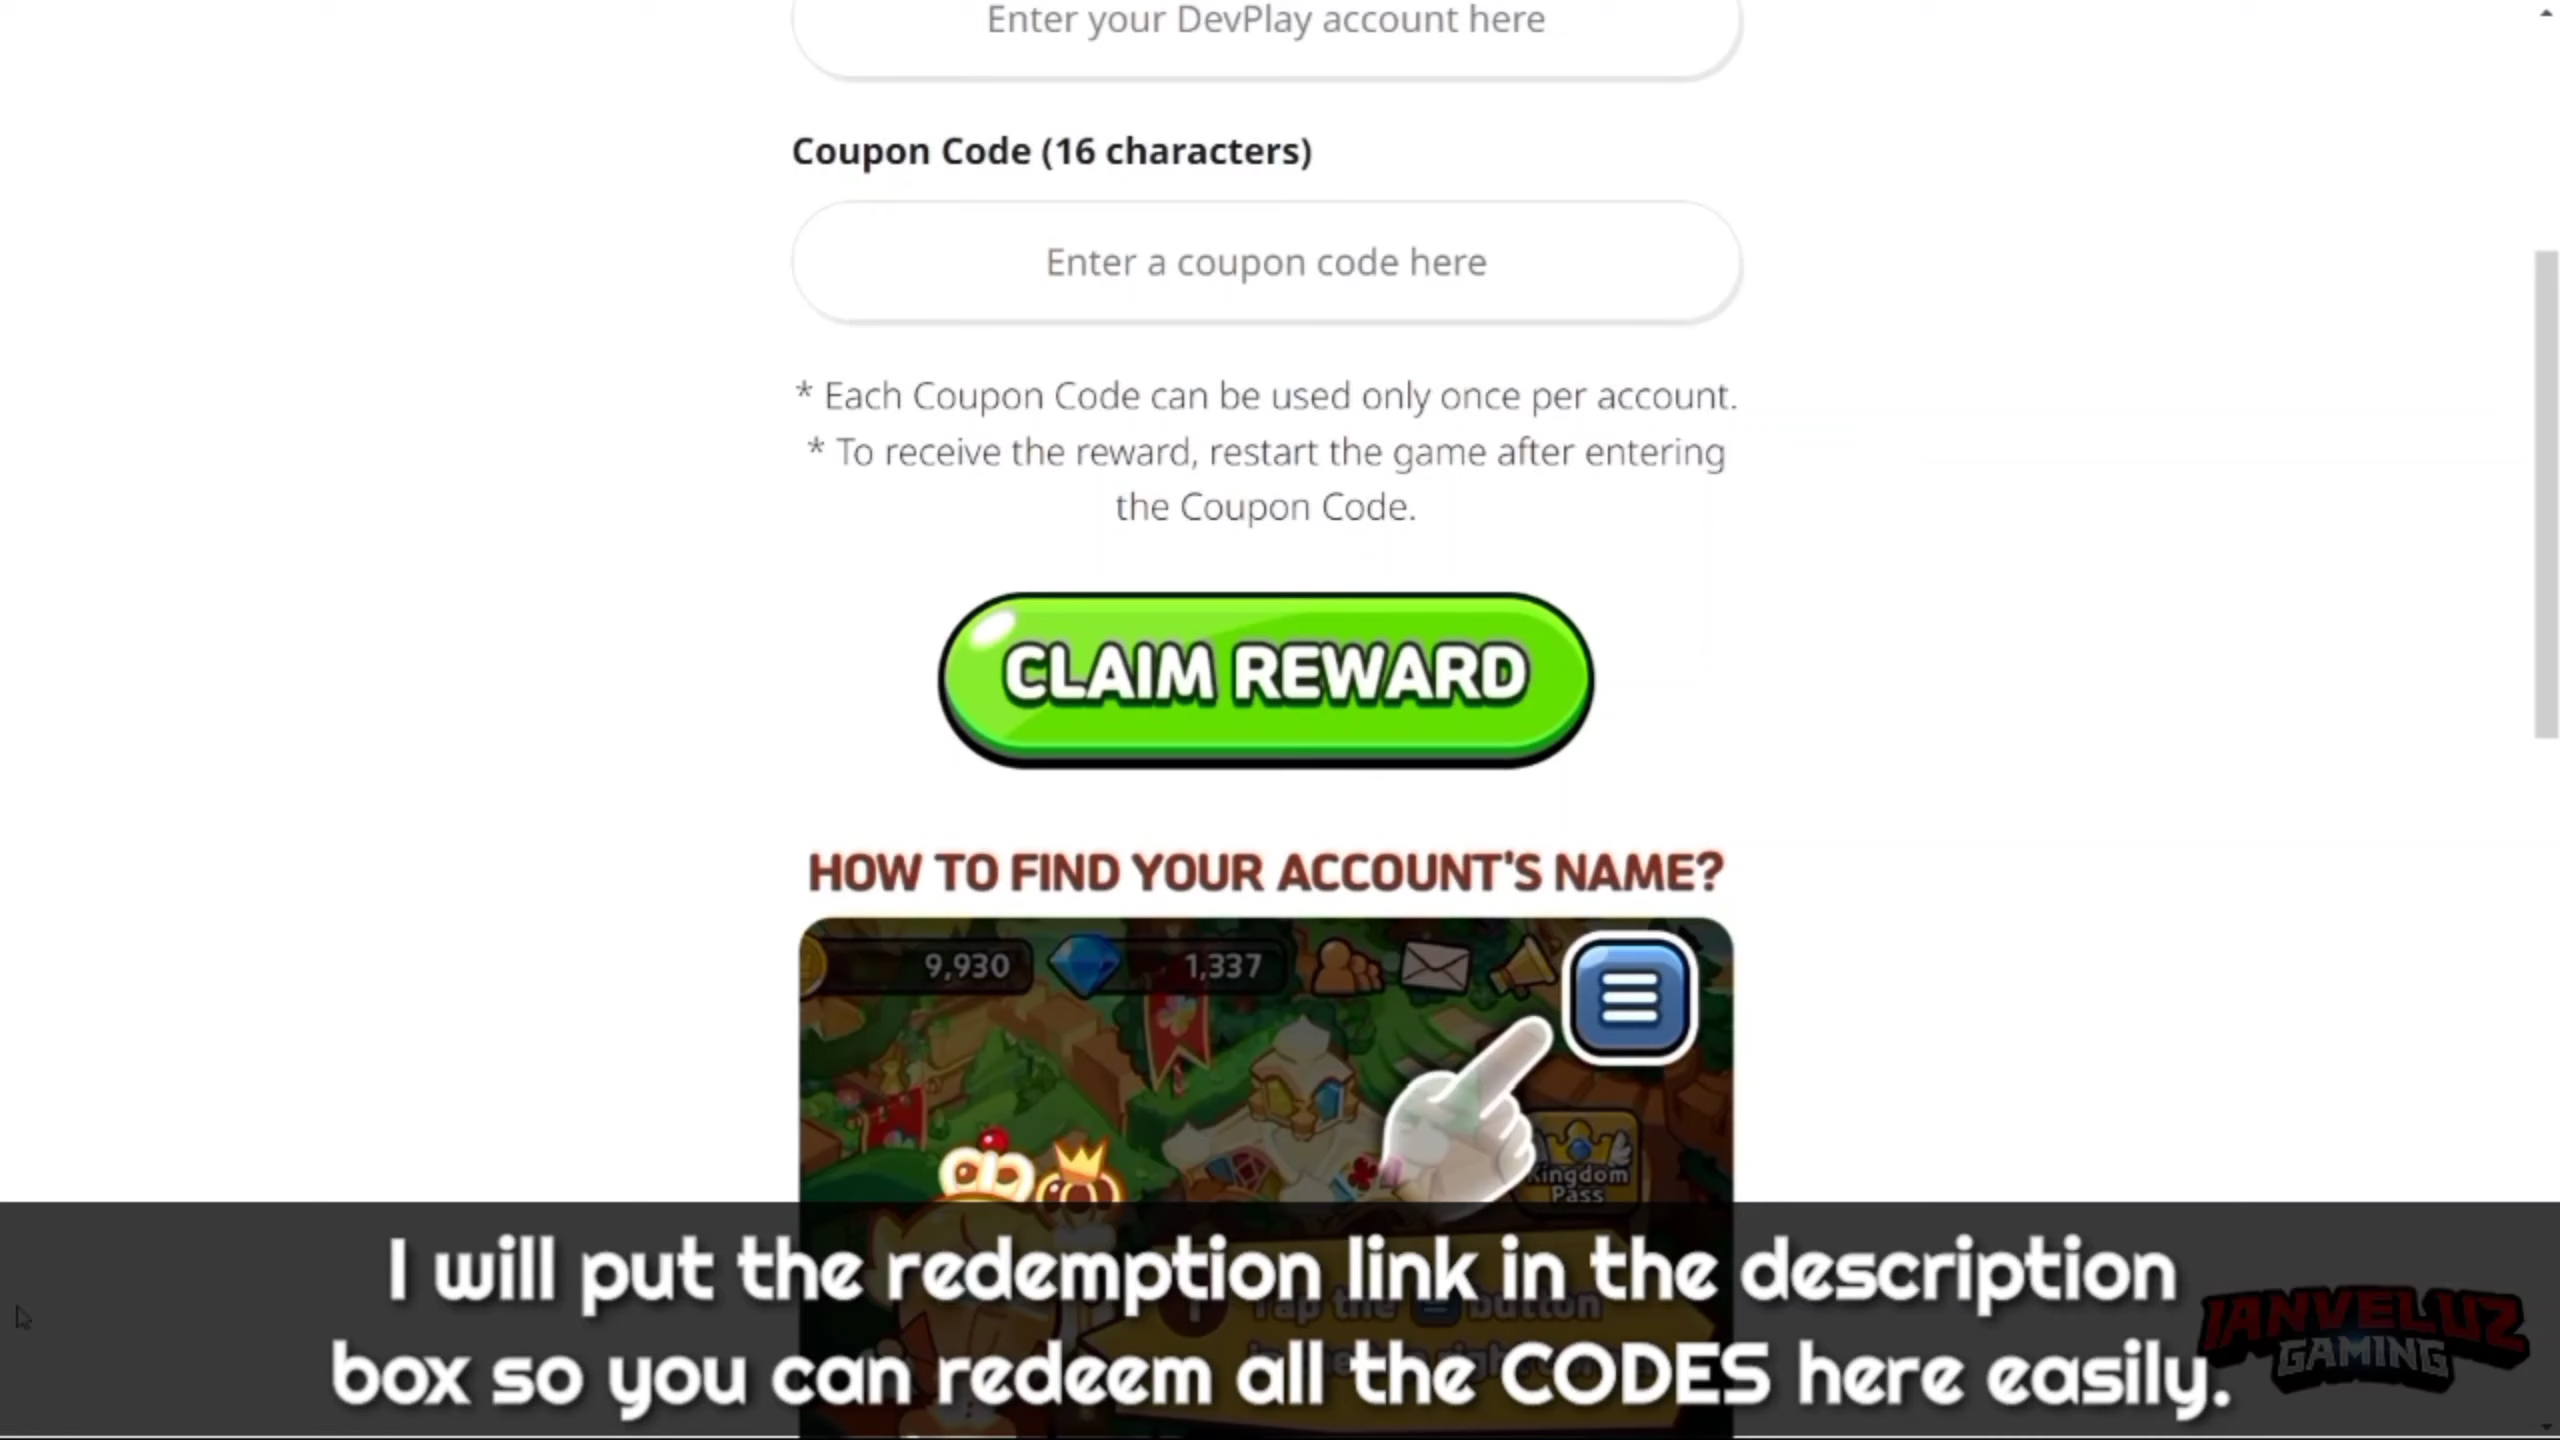 Enter your DevPlay account here
Coupon Code (16 characters)
Enter a coupon code here
* Each Coupon Code can be used only once per account.
* To receive the reward, restart the game after entering
the Coupon Code.
CLAIM REWARD
HOW TO FIND YOUR ACCOUNT'S NAME?
9,930
1,337
Kingdom
Pass
Tap the button
I will put the redemption link in the description
box so you can redeem all the CODES here easily.
IANVELUZ
GAMING